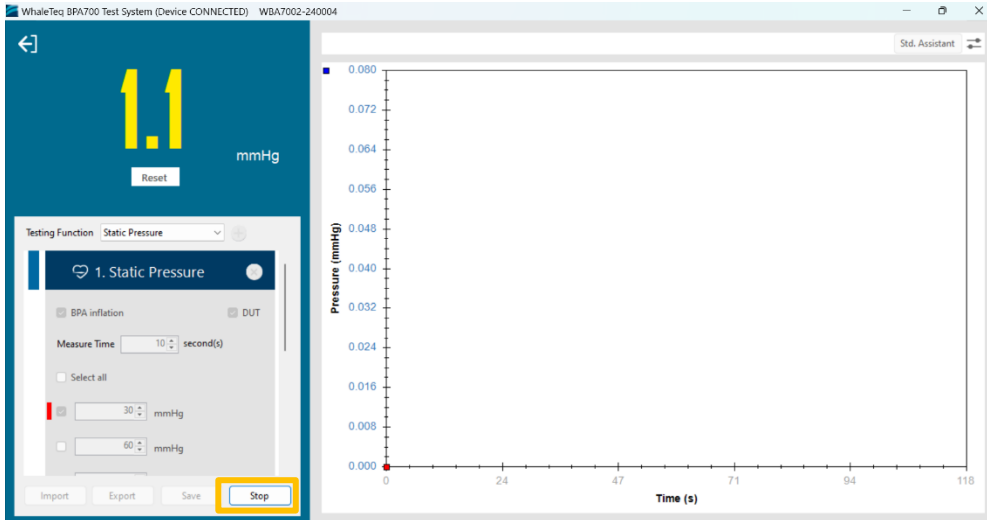 WhaleTeq BPA700 Test System (Device CONNECTED) WBA7002-240004
Std. Assistant
1.1
mmHg
Reset
Testing Function Static Pressure
1. Static Pressure
BPA inflation DUT
Measure Time 10 second(s)
Select all
30 mmHg
60 mmHg
Import Export Save Stop
0.080
0.072
0.064
0.056
0.048
0.040
0.032
0.024
0.016
0.008
0.000
Pressure (mmHg)
0 24 47 71 94 118
Time (s)